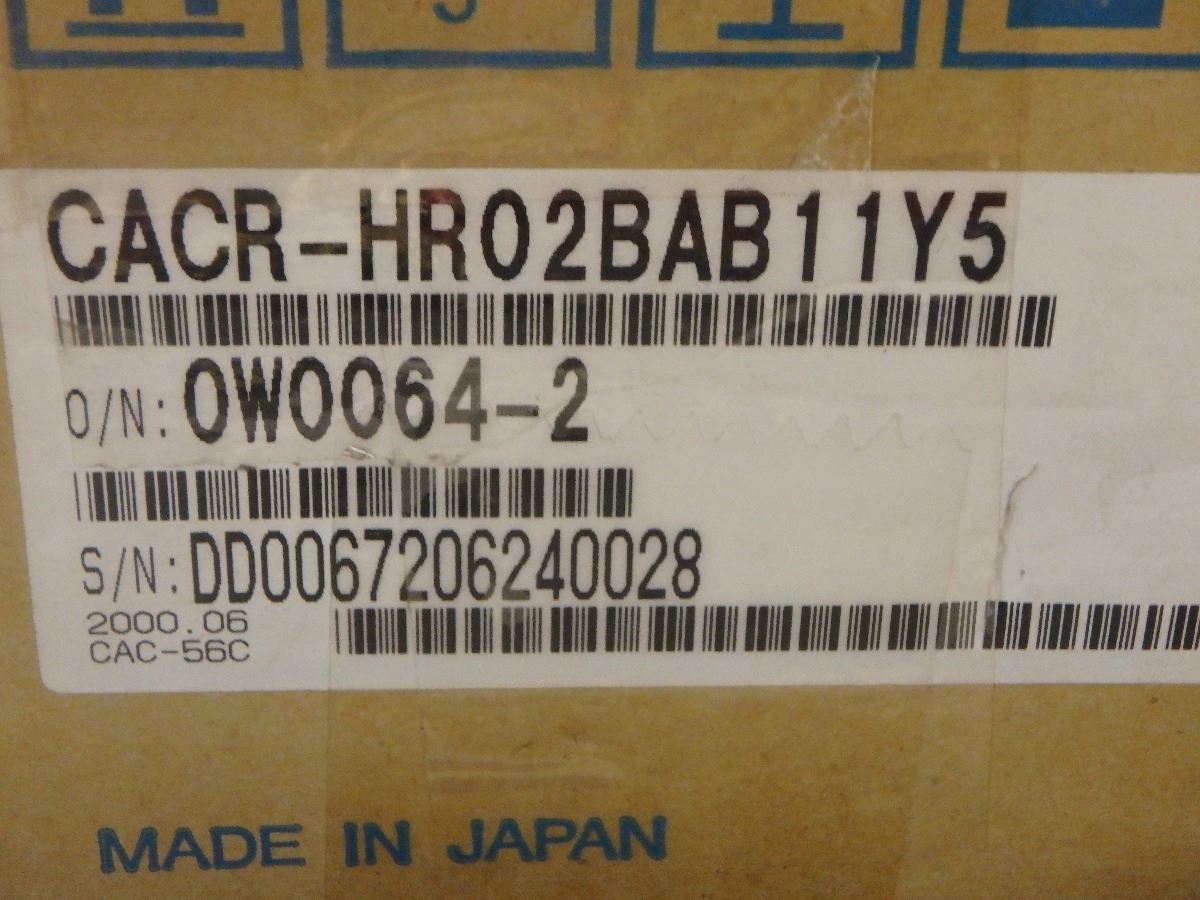 CACR-HR02BAB11Y5
O/N: 0W0064-2
S/N: DD0067206240028
2000.06
CAC-56C
MADE IN JAPAN